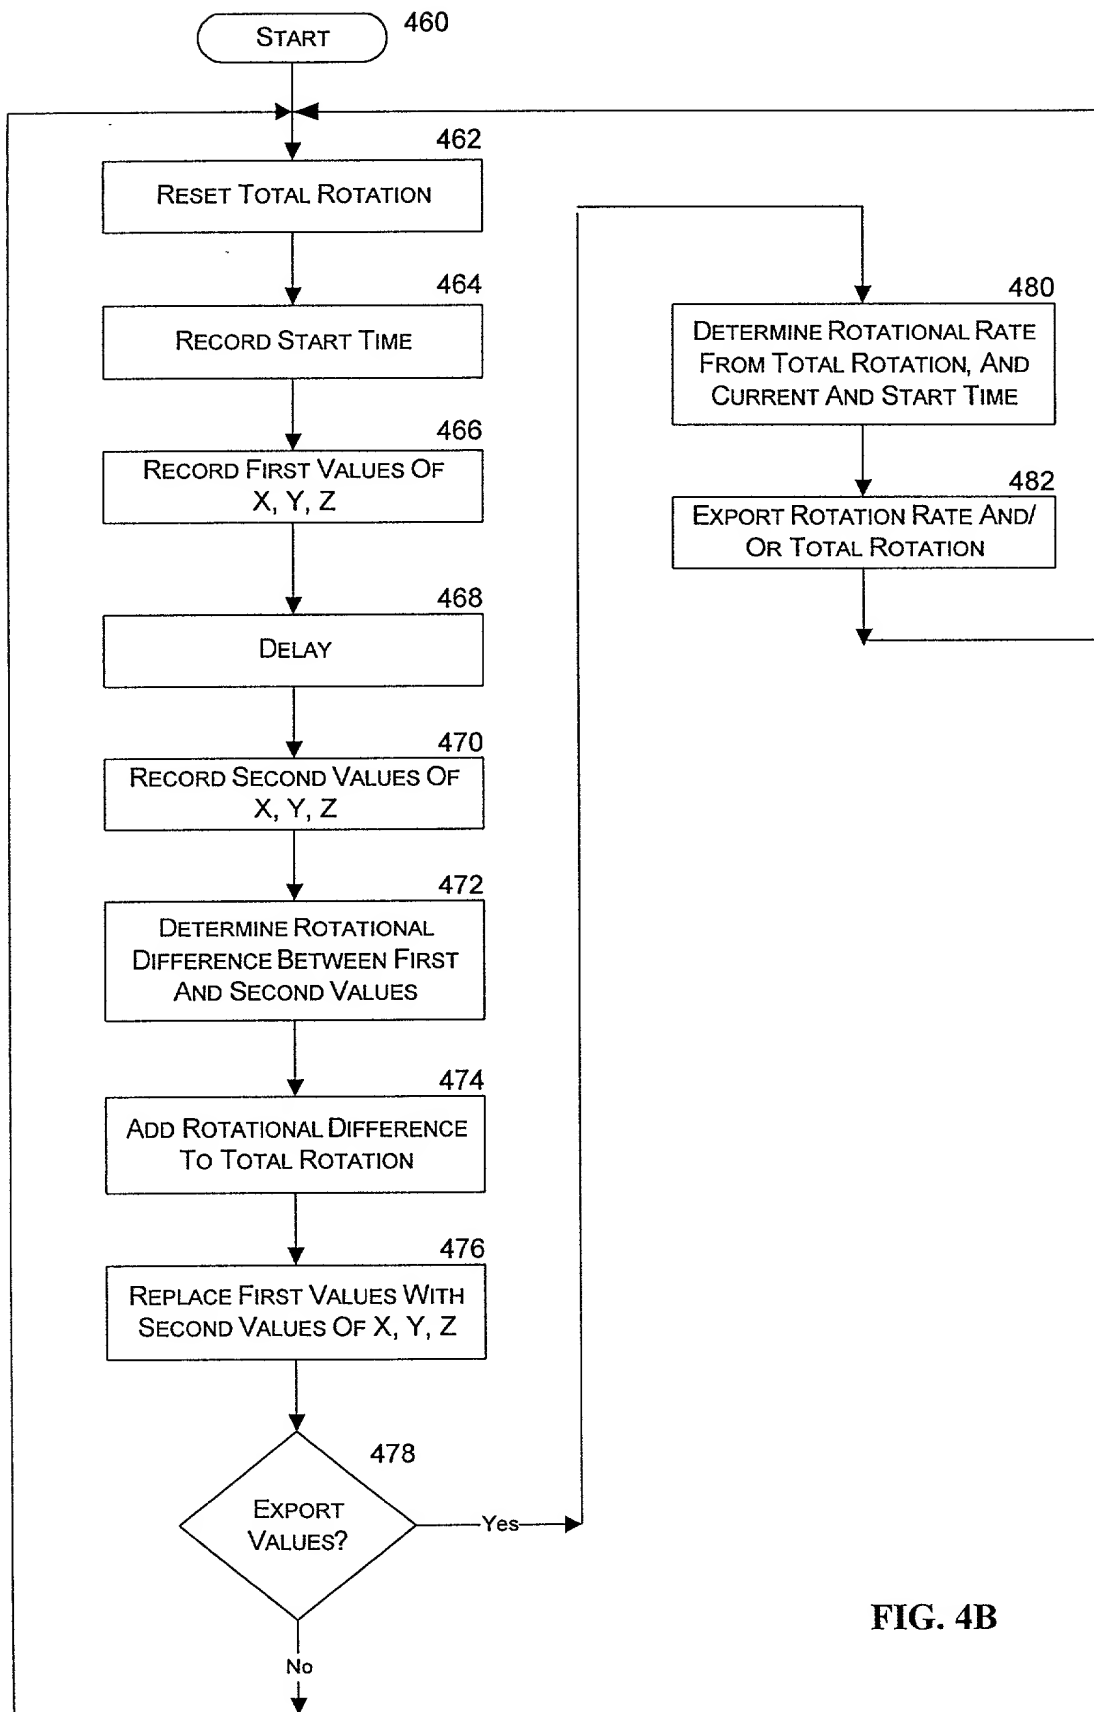 START
460
462
RESET TOTAL ROTATION
464
RECORD START TIME
466
RECORD FIRST VALUES OF
X, Y, Z
468
DELAY
470
RECORD SECOND VALUES OF
X, Y, Z
472
DETERMINE ROTATIONAL
DIFFERENCE BETWEEN FIRST
AND SECOND VALUES
474
ADD ROTATIONAL DIFFERENCE
TO TOTAL ROTATION
476
REPLACE FIRST VALUES WITH
SECOND VALUES OF X, Y, Z
478
EXPORT
VALUES?
Yes
No
480
DETERMINE ROTATIONAL RATE
FROM TOTAL ROTATION, AND
CURRENT AND START TIME
482
EXPORT ROTATION RATE AND/
OR TOTAL ROTATION
FIG. 4B